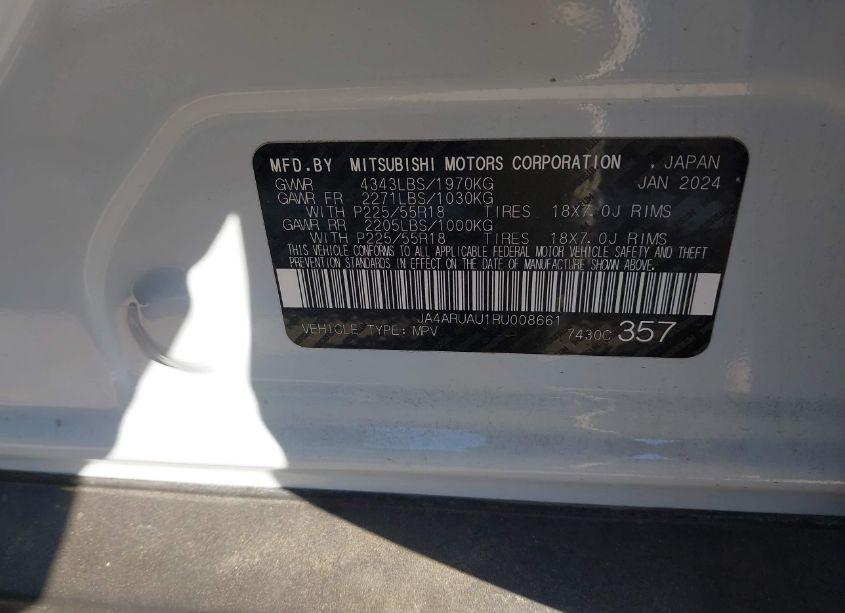 MFD.BY MITSUBISHI MOTORS CORPORATION , JAPAN
GVWR 4343LBS/1970KG JAN 2024
GAWR FR 2271LBS/1030KG
WITH P225/55R18 TIRES 18X7.0J RIMS
GAWR RR 2205LBS/1000KG
WITH P225/55R18 TIRES 18X7.0J RIMS
THIS VEHICLE CONFORMS TO ALL APPLICABLE FEDERAL MOTOR VEHICLE SAFETY AND THEFT
PREVENTION STANDARDS IN EFFECT ON THE DATE OF MANUFACTURE SHOWN ABOVE.
JA4ARUAU1RU008661
VEHICLE TYPE: MPV 7430C 357